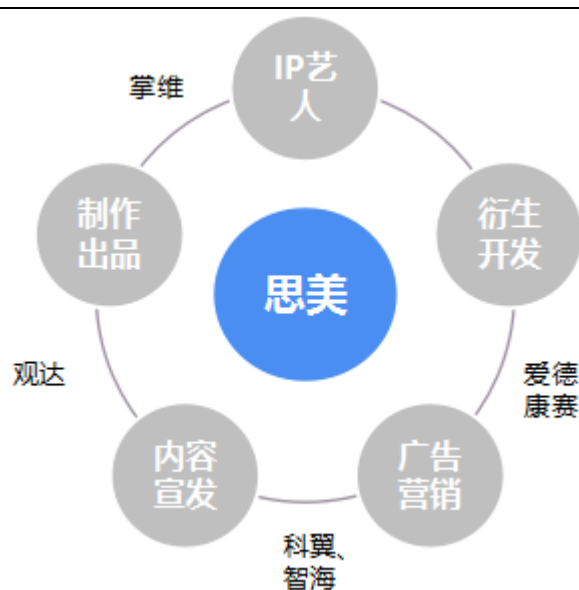 IP艺
人
掌维
制作
出品
衍生
开发
思美
观达
爱德
康赛
内容
宣发
广告
营销
科翼、
智海